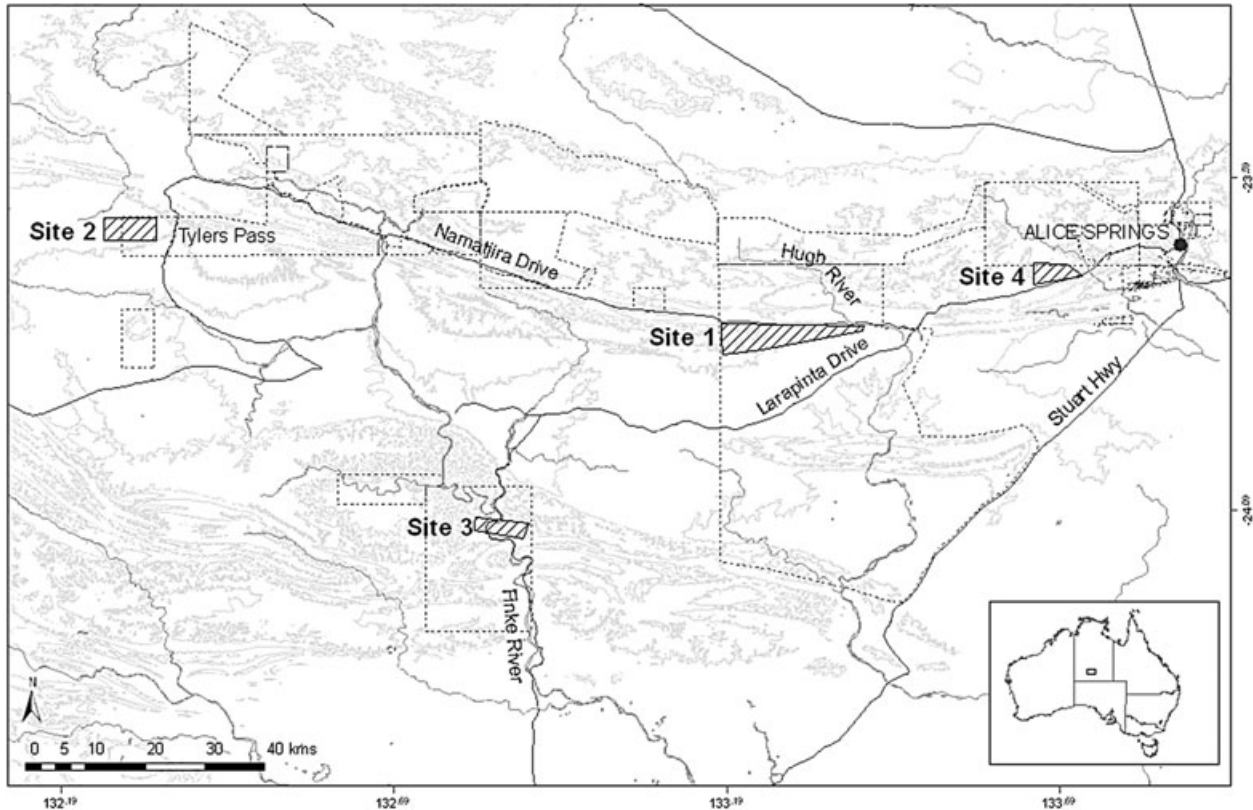 -23.59
Site 2
Tylers Pass
Namatjira Drive
Hugh
River
ALICE SPRINGS
Site 4
Site 1
Larapinta Drive
Stuart Hwy
-24.09
Site 3
Finke River
N
0 5 10 20 30 40 kms
132.19 132.69 133.19 133.69